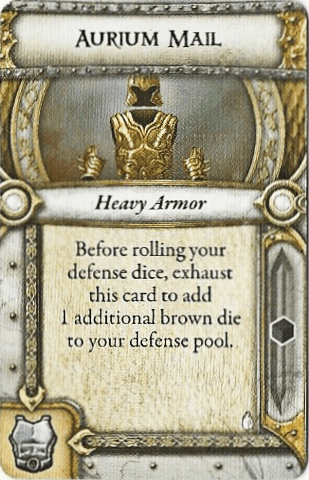 Aurium Mail
Heavy Armor
Before rolling your
defense dice, exhaust
this card to add
1 additional brown die
to your defense pool.